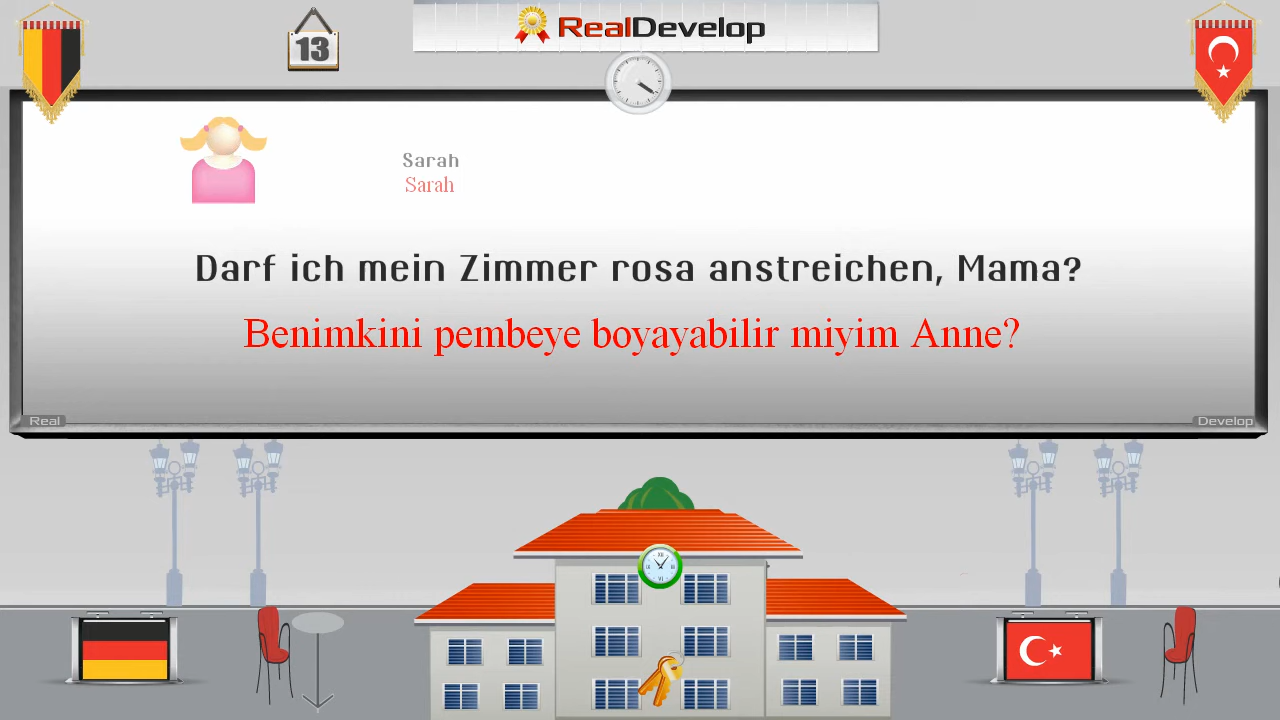 13
RealDevelop
Sarah
Sarah
Darf ich mein Zimmer rosa anstreichen, Mama?
Benimkini pembeye boyayabilir miyim Anne?
Real
Develop